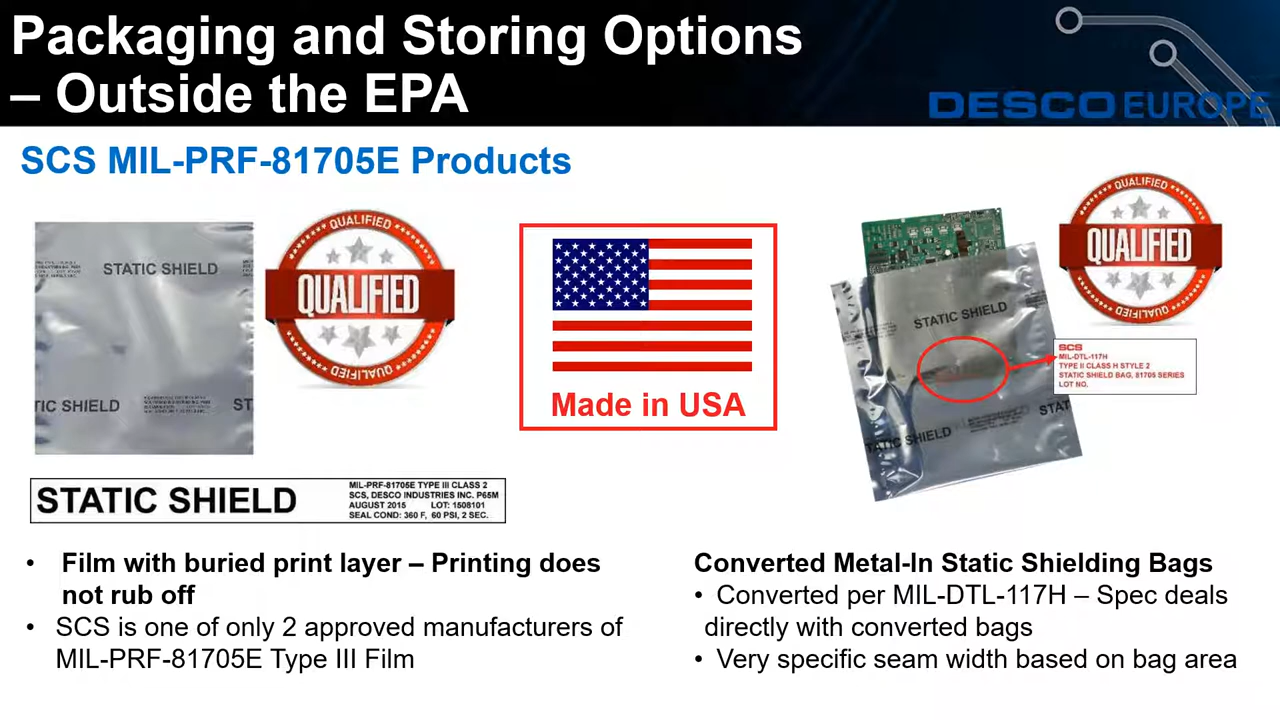 Packaging and Storing Options
– Outside the EPA
DESCO EUROPE
SCS MIL-PRF-81705E Products
STATIC SHIELD
TIC SHIELD
ST
QUALIFIED
QUALIFIED
QUALIFIED
Made in USA
STATIC SHIELD
STATIC SHIELD
STAT
QUALIFIED
QUALIFIED
QUALIFIED
SCS
MIL-DTL-117H
TYPE II CLASS H STYLE 2
STATIC SHIELD BAG, 81705 SERIES
LOT NO.
STATIC SHIELD
MIL-PRF-81705E TYPE III CLASS 2
SCS, DESCO INDUSTRIES INC. P65M
AUGUST 2015 LOT: 1508101
SEAL COND: 360 F, 60 PSI, 2 SEC.
• Film with buried print layer – Printing does
not rub off
• SCS is one of only 2 approved manufacturers of
MIL-PRF-81705E Type III Film
Converted Metal-In Static Shielding Bags
• Converted per MIL-DTL-117H – Spec deals
directly with converted bags
• Very specific seam width based on bag area